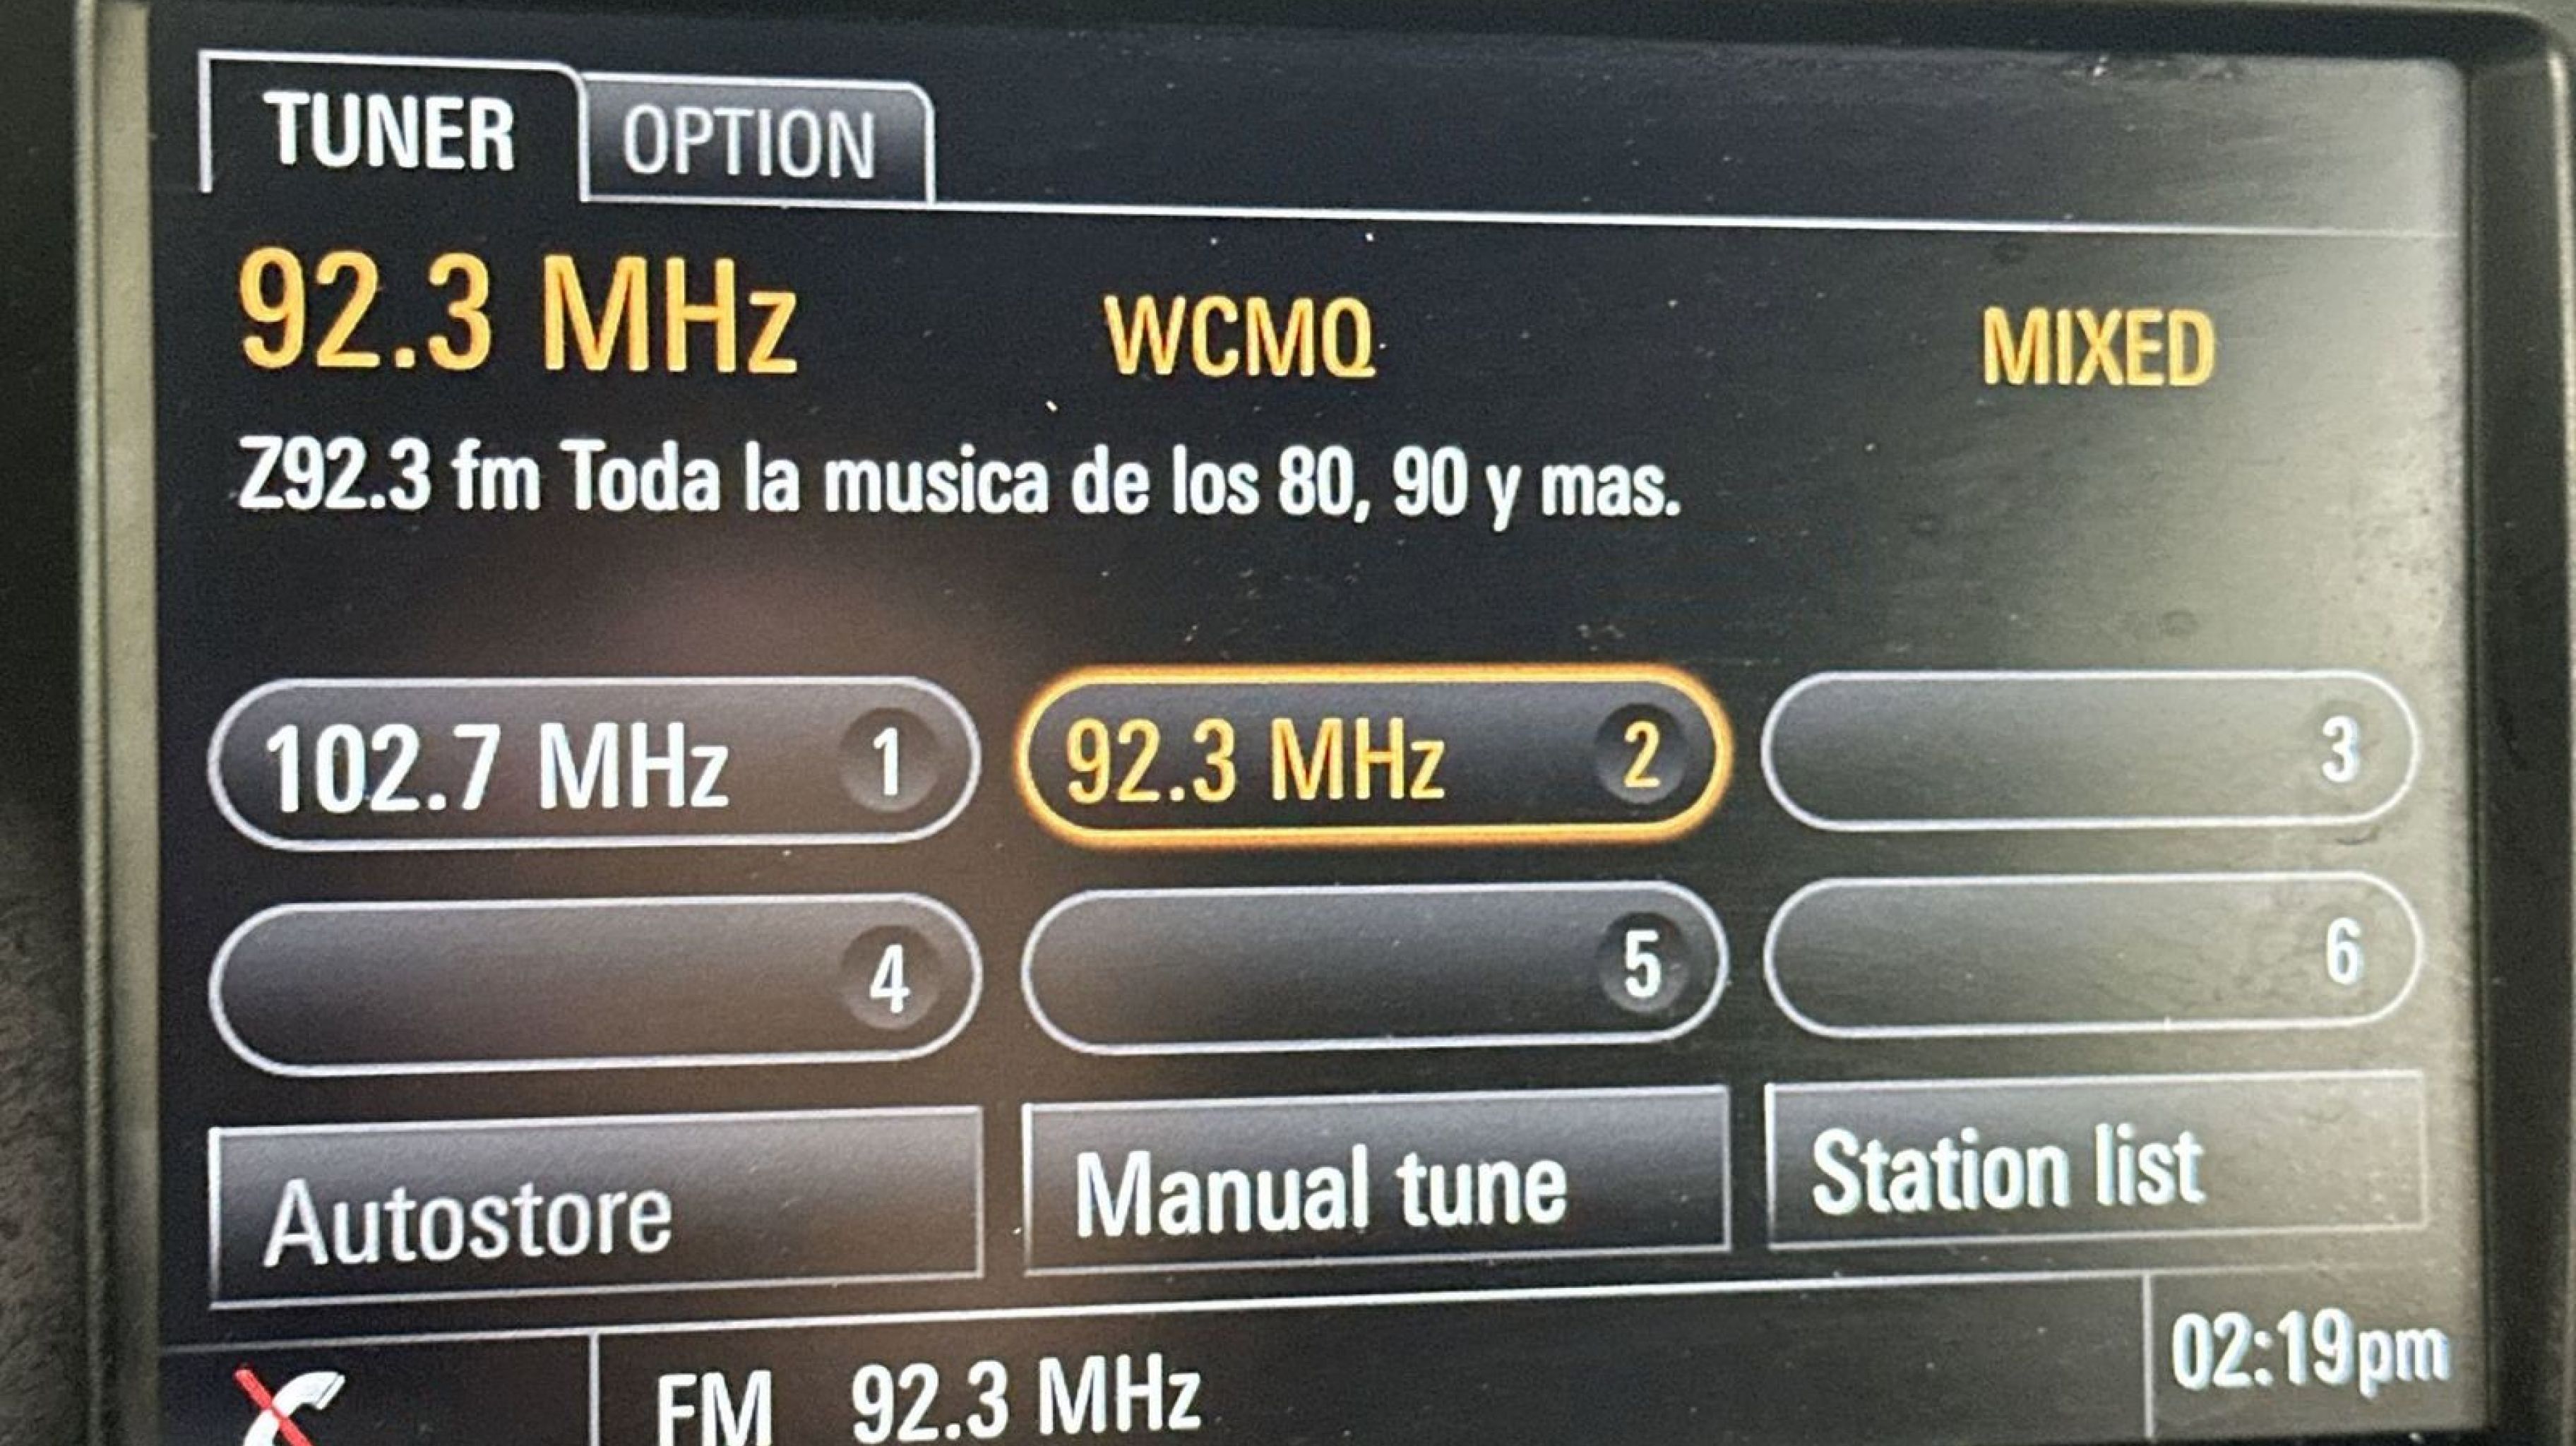 TUNER OPTION
92.3 MHz WCMQ MIXED
Z92.3 fm Toda la musica de los 80, 90 y mas.
102.7 MHz 1 92.3 MHz 2 3
4 5 6
Autostore Manual tune Station list
FM 92.3 MHz 02:19pm